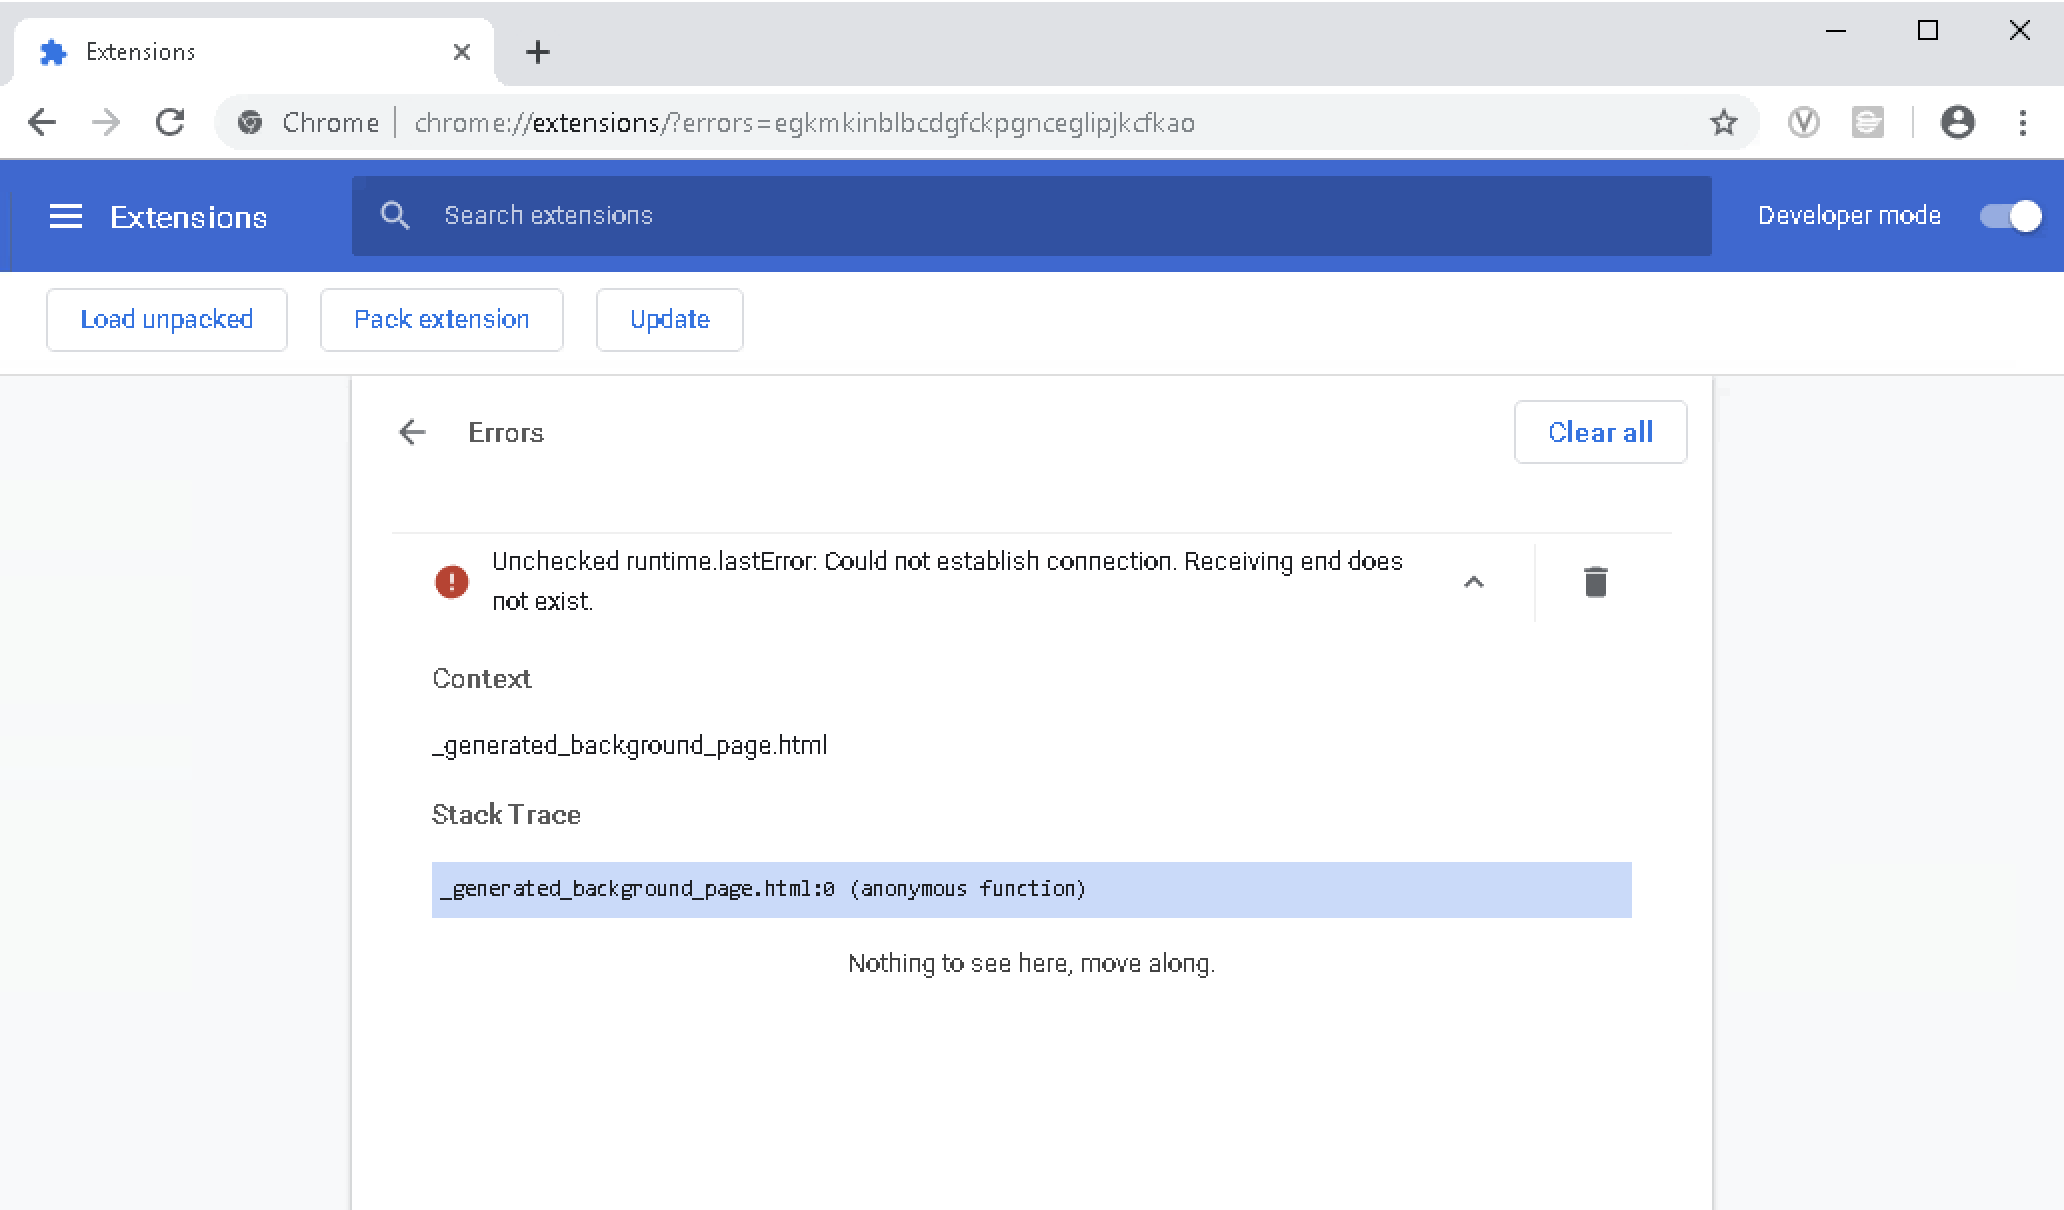 Extensions
Chrome chrome://extensions/?errors=egkmkinblbcdgfckpgnceglipjkcfkao
Extensions Search extensions Developer mode
Load unpacked Pack extension Update
Errors Clear all
Unchecked runtime.lastError: Could not establish connection. Receiving end does
not exist.
Context
_generated_background_page.html
Stack Trace
_generated_background_page.html:0 (anonymous function)
Nothing to see here, move along.